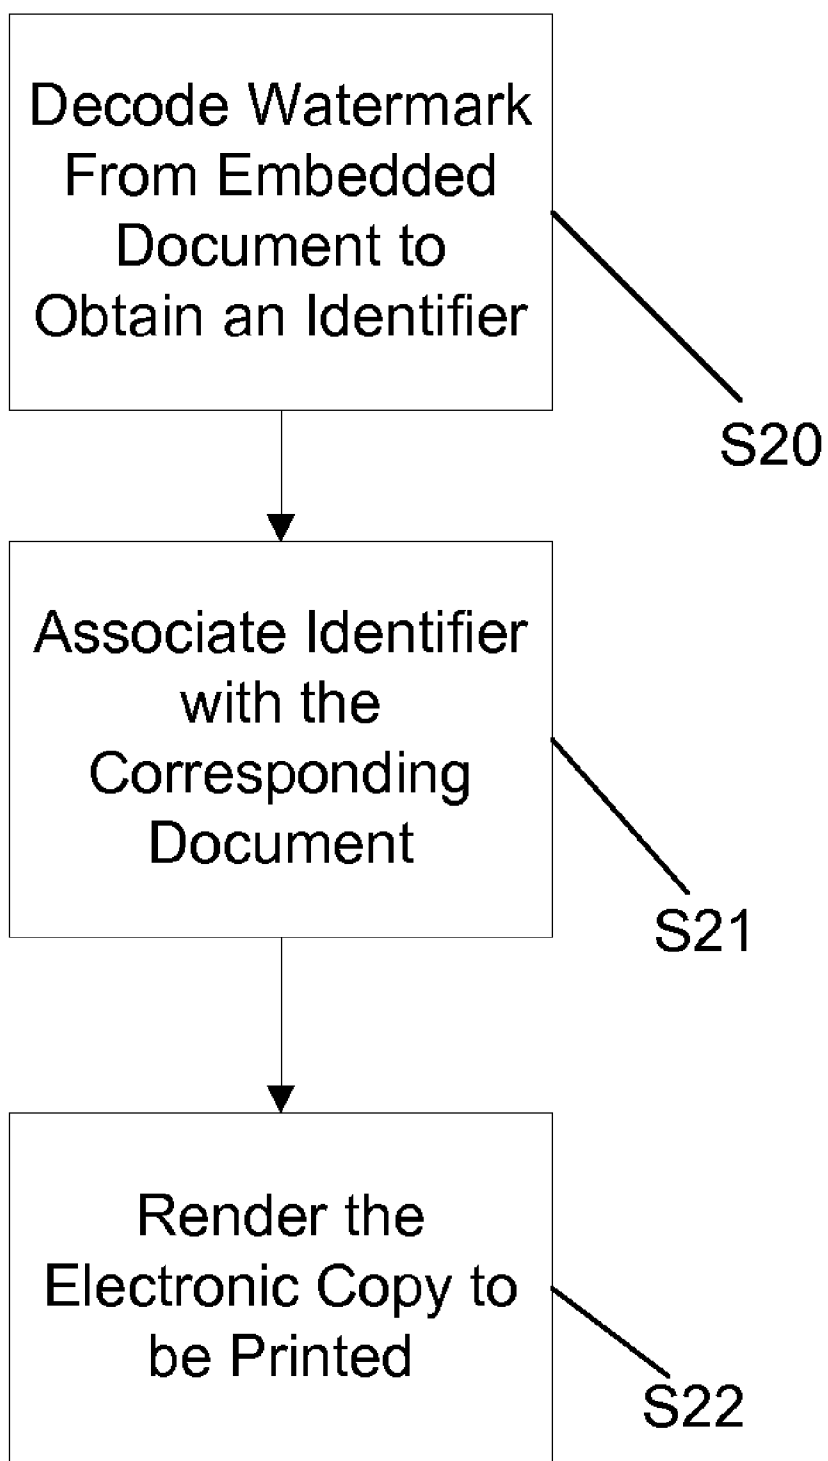 Decode Watermark
From Embedded
Document to
Obtain an Identifier
S20
Associate Identifier
with the
Corresponding
Document
S21
Render the
Electronic Copy to
be Printed
S22